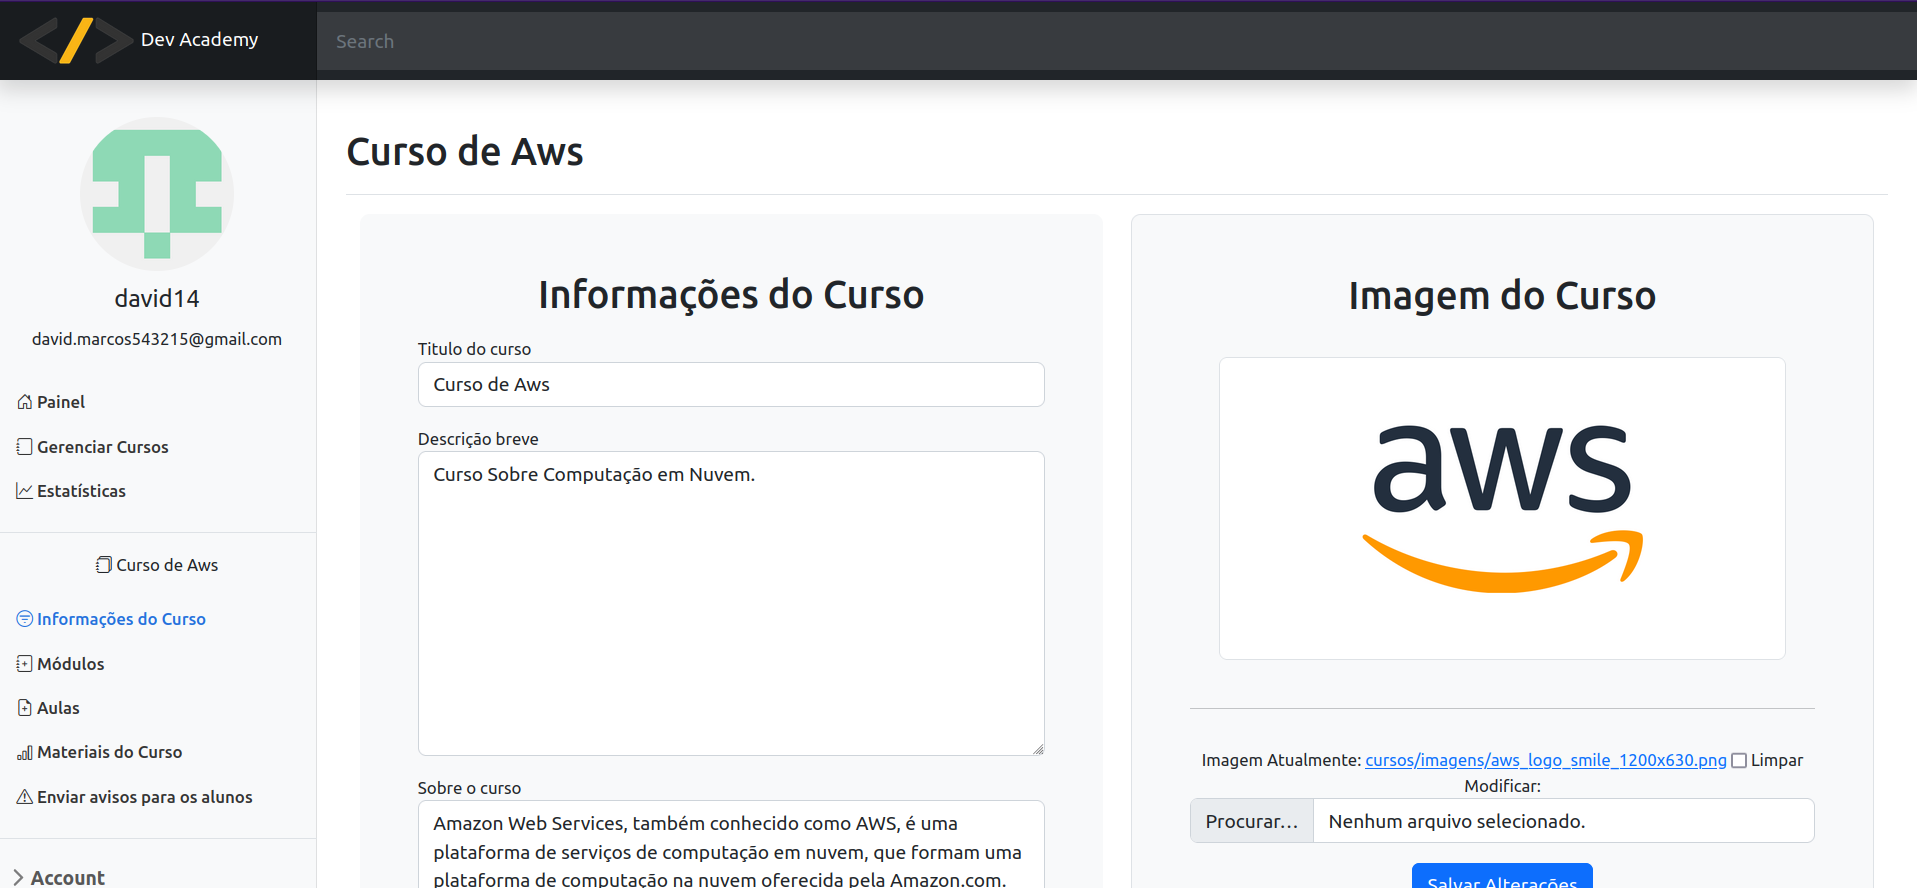 Dev Academy
Search
david14
david.marcos543215@gmail.com
Painel
Gerenciar Cursos
Estatísticas
Curso de Aws
Informações do Curso
Módulos
Aulas
Materiais do Curso
Enviar avisos para os alunos
Account
Curso de Aws
Informações do Curso
Titulo do curso
Curso de Aws
Descrição breve
Curso Sobre Computação em Nuvem.
Sobre o curso
Amazon Web Services, também conhecido como AWS, é uma
plataforma de serviços de computação em nuvem, que formam uma
plataforma de computação na nuvem oferecida pela Amazon.com.
Imagem do Curso
aws
Imagem Atualmente: cursos/imagens/aws_logo_smile_1200x630.png Limpar
Modificar:
Procurar... Nenhum arquivo selecionado.
Salvar Alterações